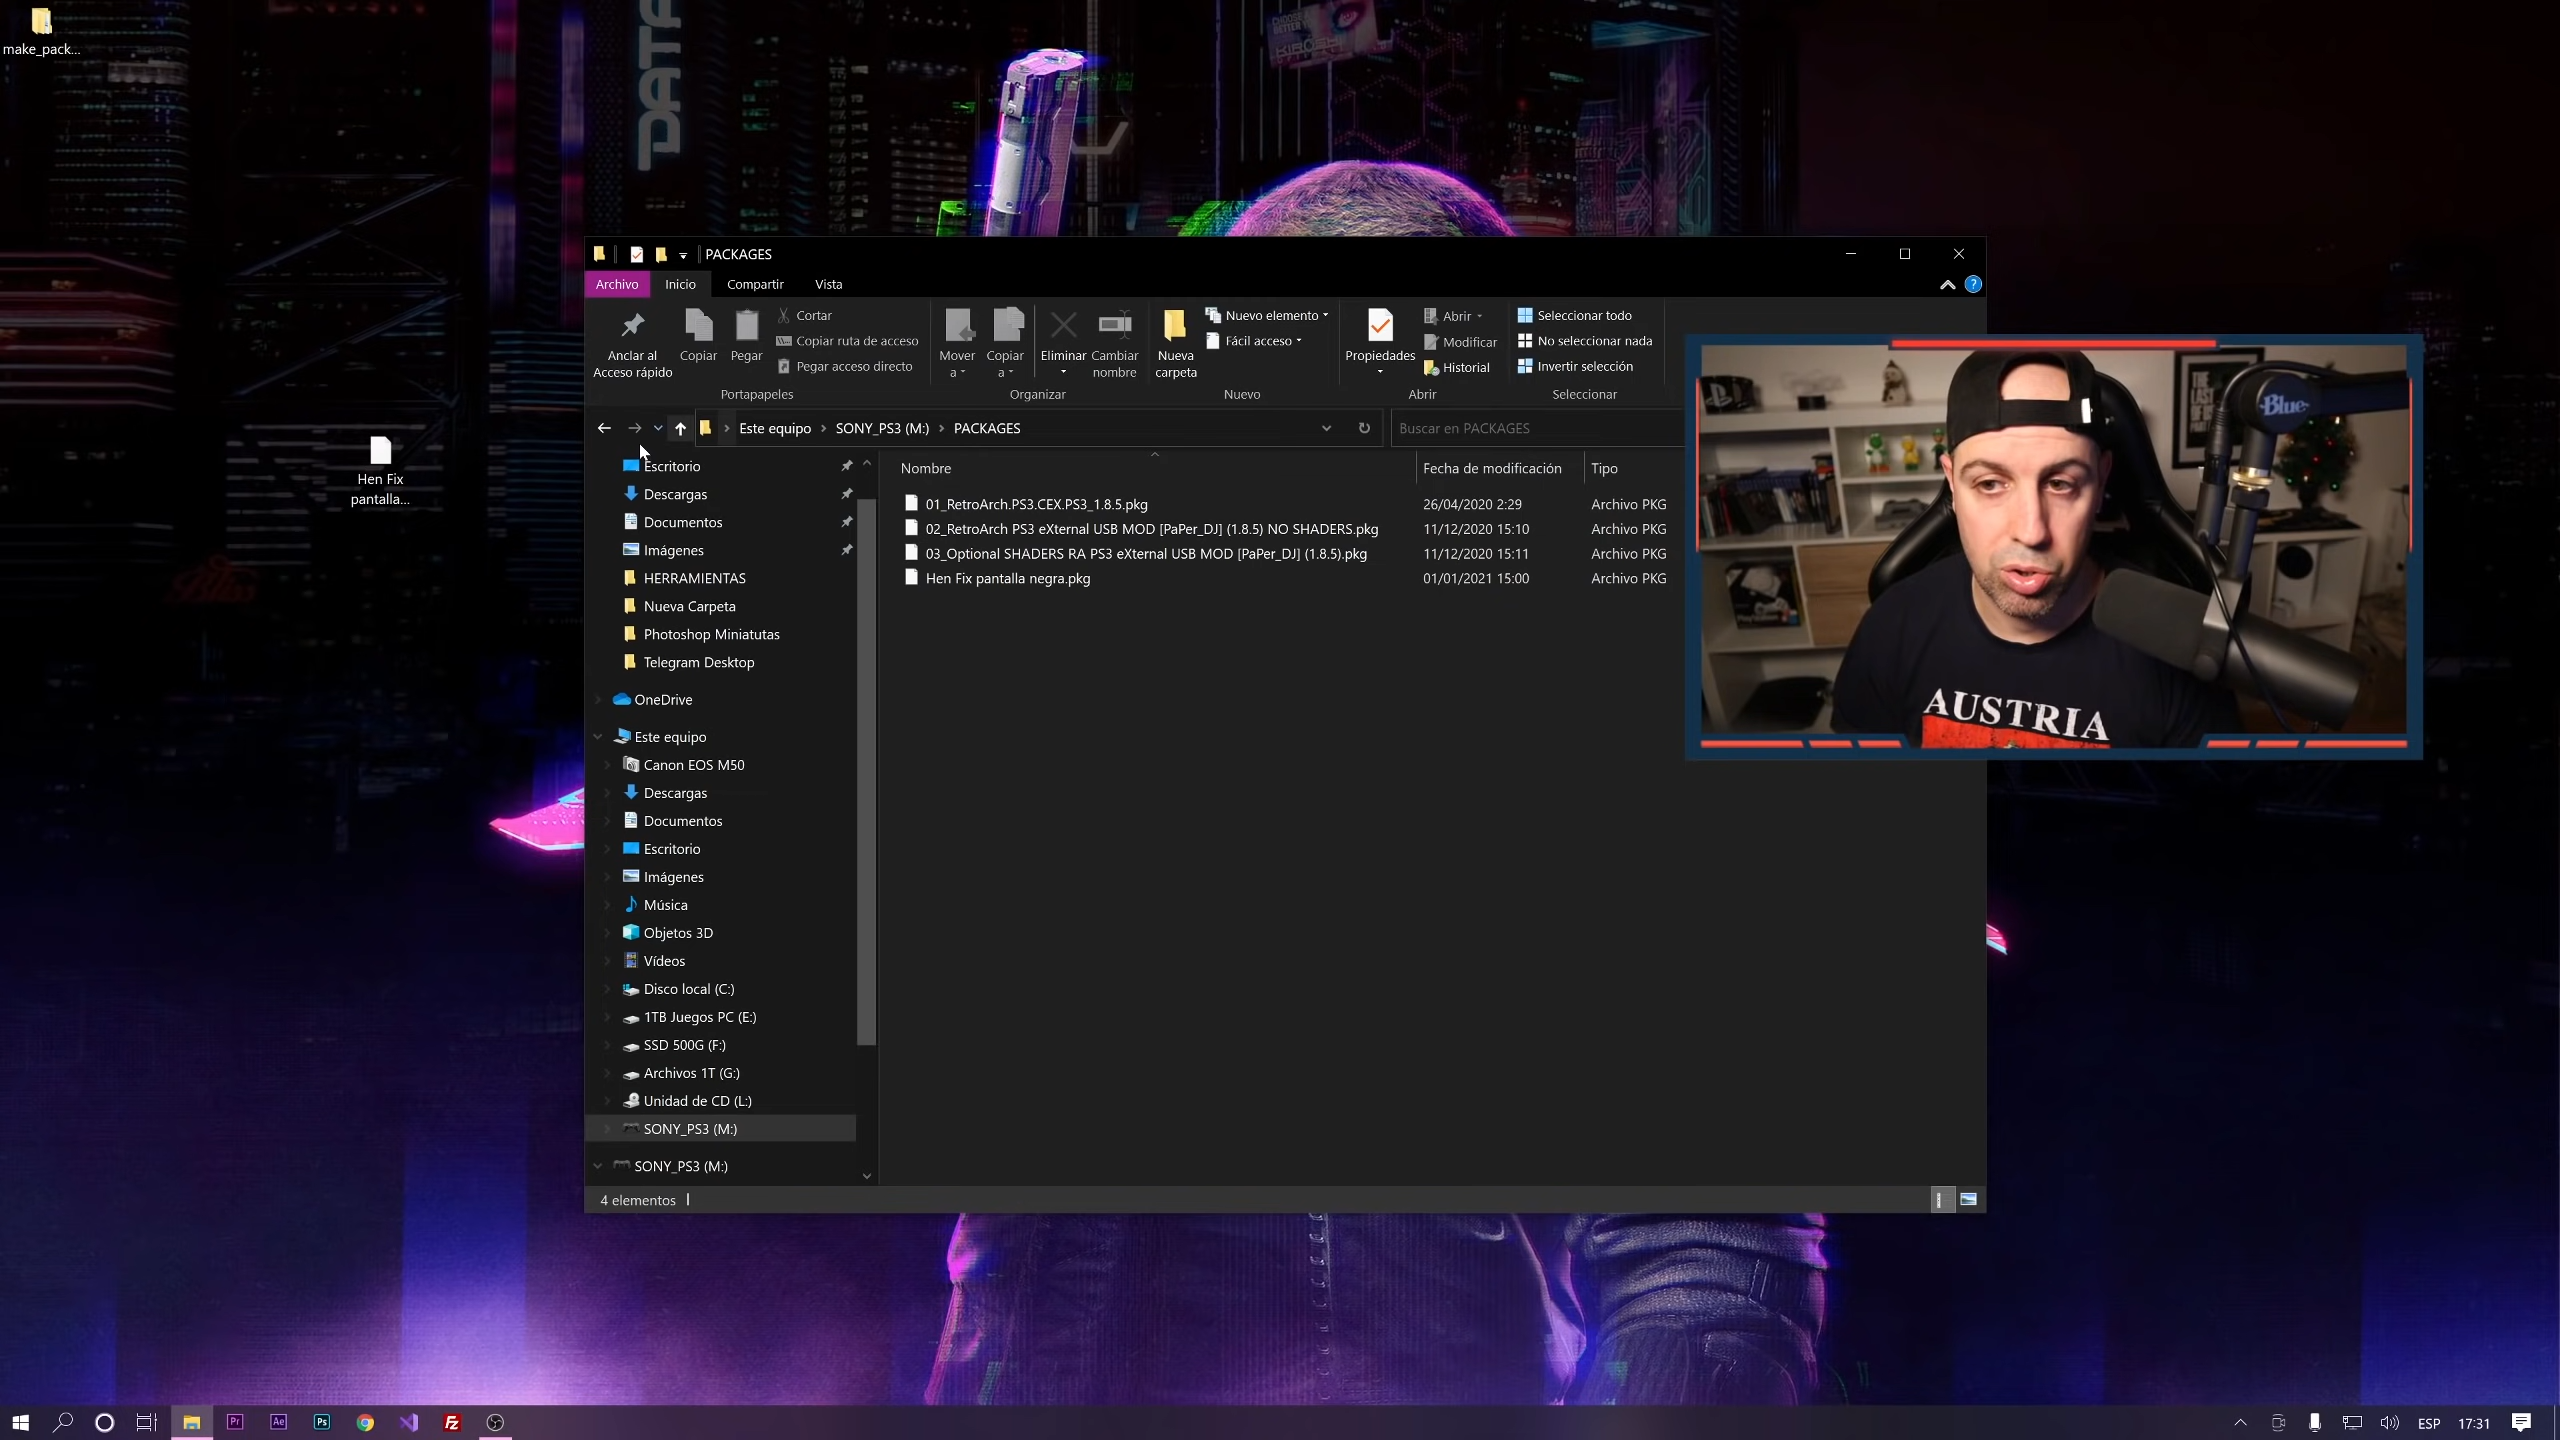 make_pack...
DATA
KIROSHI
PACKAGES
Archivo
Inicio
Compartir
Vista
Anclar al
Acceso rápido
Copiar
Pegar
Cortar
Copiar ruta de acceso
Pegar acceso directo
Portapapeles
Mover
a
Copiar
a
Eliminar
Cambiar
nombre
Organizar
Nueva
carpeta
Nuevo elemento
Fácil acceso
Nuevo
Propiedades
Abrir
Modificar
Historial
Abrir
Seleccionar todo
No seleccionar nada
Invertir selección
Seleccionar
Este equipo
SONY_PS3 (M:)
PACKAGES
Buscar en PACKAGES
Hen Fix
pantalla...
Escritorio
Descargas
Documentos
Imágenes
HERRAMIENTAS
Nueva Carpeta
Photoshop Miniatutas
Telegram Desktop
OneDrive
Este equipo
Canon EOS M50
Descargas
Documentos
Escritorio
Imágenes
Música
Objetos 3D
Vídeos
Disco local (C:)
1TB Juegos PC (E:)
SSD 500G (F:)
Archivos 1T (G:)
Unidad de CD (L:)
SONY_PS3 (M:)
SONY_PS3 (M:)
Nombre Fecha de modificación Tipo
01_RetroArch.PS3.CEX.PS3_1.8.5.pkg 26/04/2020 2:29 Archivo PKG
02_RetroArch PS3 eXternal USB MOD [PaPer_DJ] (1.8.5) NO SHADERS.pkg 11/12/2020 15:10 Archivo PKG
03_Optional SHADERS RA PS3 eXternal USB MOD [PaPer_DJ] (1.8.5).pkg 11/12/2020 15:11 Archivo PKG
Hen Fix pantalla negra.pkg 01/01/2021 15:00 Archivo PKG
4 elementos
Blue
AUSTRIA
Pr
Ae
Ps
Fz
ESP
17:31